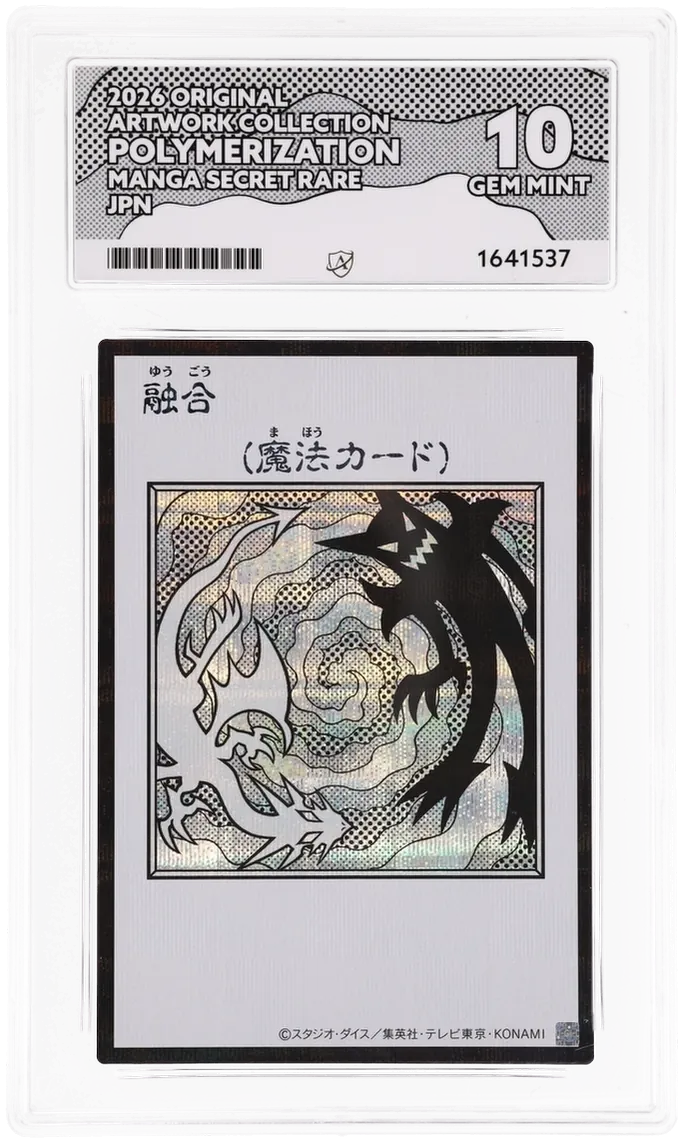 2026 ORIGINAL
ARTWORK COLLECTION
POLYMERIZATION
MANGA SECRET RARE
JPN
10
GEM MINT
A
1641537
ゆう ごう
融合
ま ほう
(魔法カード)
©スタジオ・ダイス／集英社・テレビ東京・KONAMI